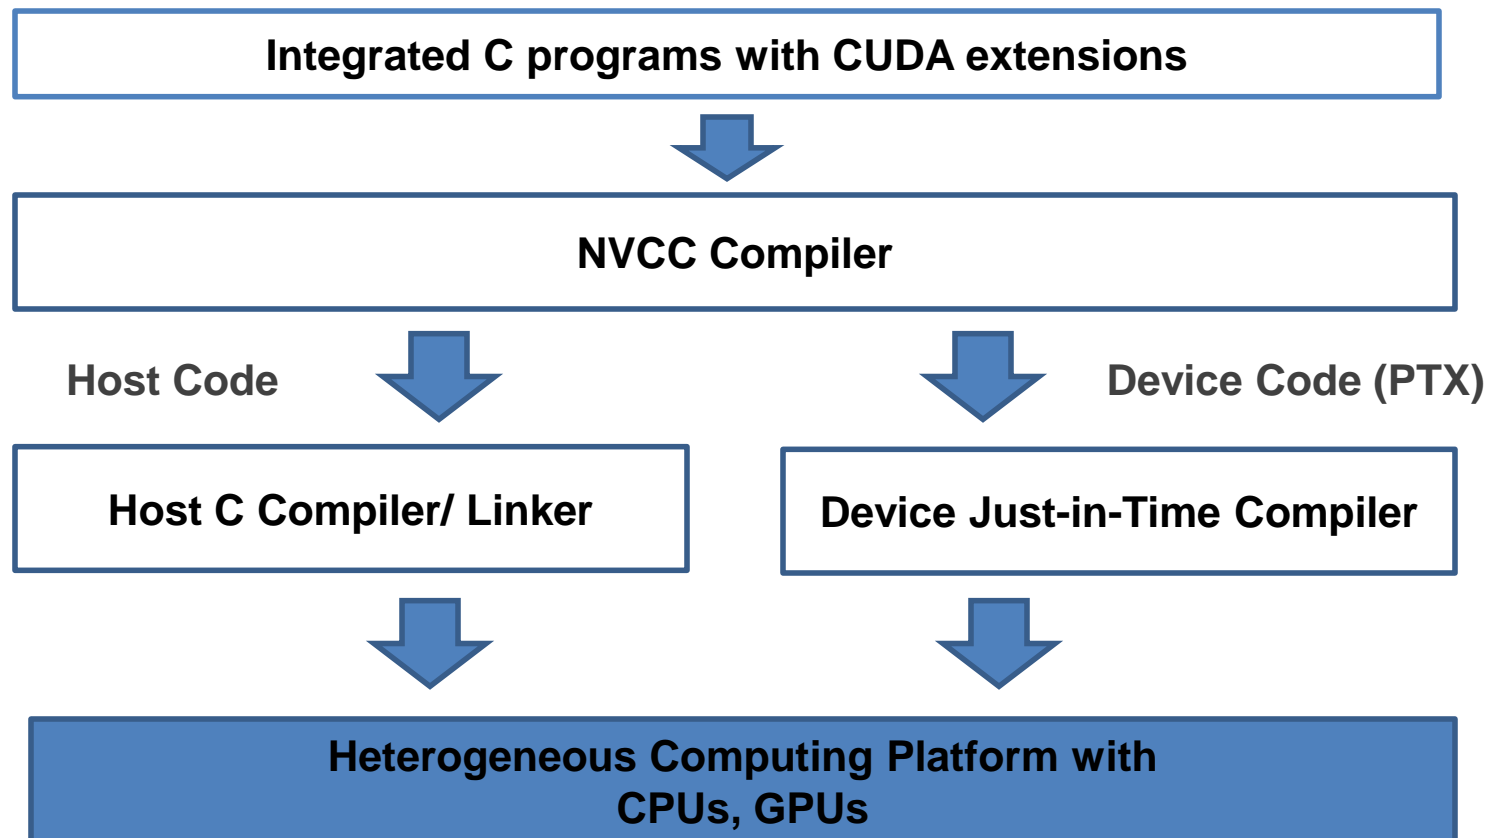 Integrated C programs with CUDA extensions
NVCC Compiler
Host Code
Device Code (PTX)
Host C Compiler/ Linker
Device Just-in-Time Compiler
Heterogeneous Computing Platform with
CPUs, GPUs